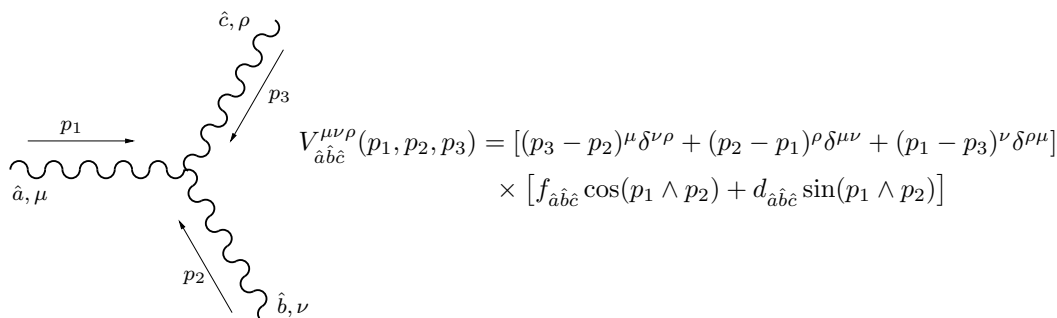 ĉ, ρ
p₃
p₁
â, μ
V^{μνρ}_{âb̂ĉ}(p₁, p₂, p₃) = [(p₃ − p₂)^μ δ^{νρ} + (p₂ − p₁)^ρ δ^{μν} + (p₁ − p₃)^ν δ^{ρμ}]
× [f_{âb̂ĉ} cos(p₁ ∧ p₂) + d_{âb̂ĉ} sin(p₁ ∧ p₂)]
p₂
b̂, ν